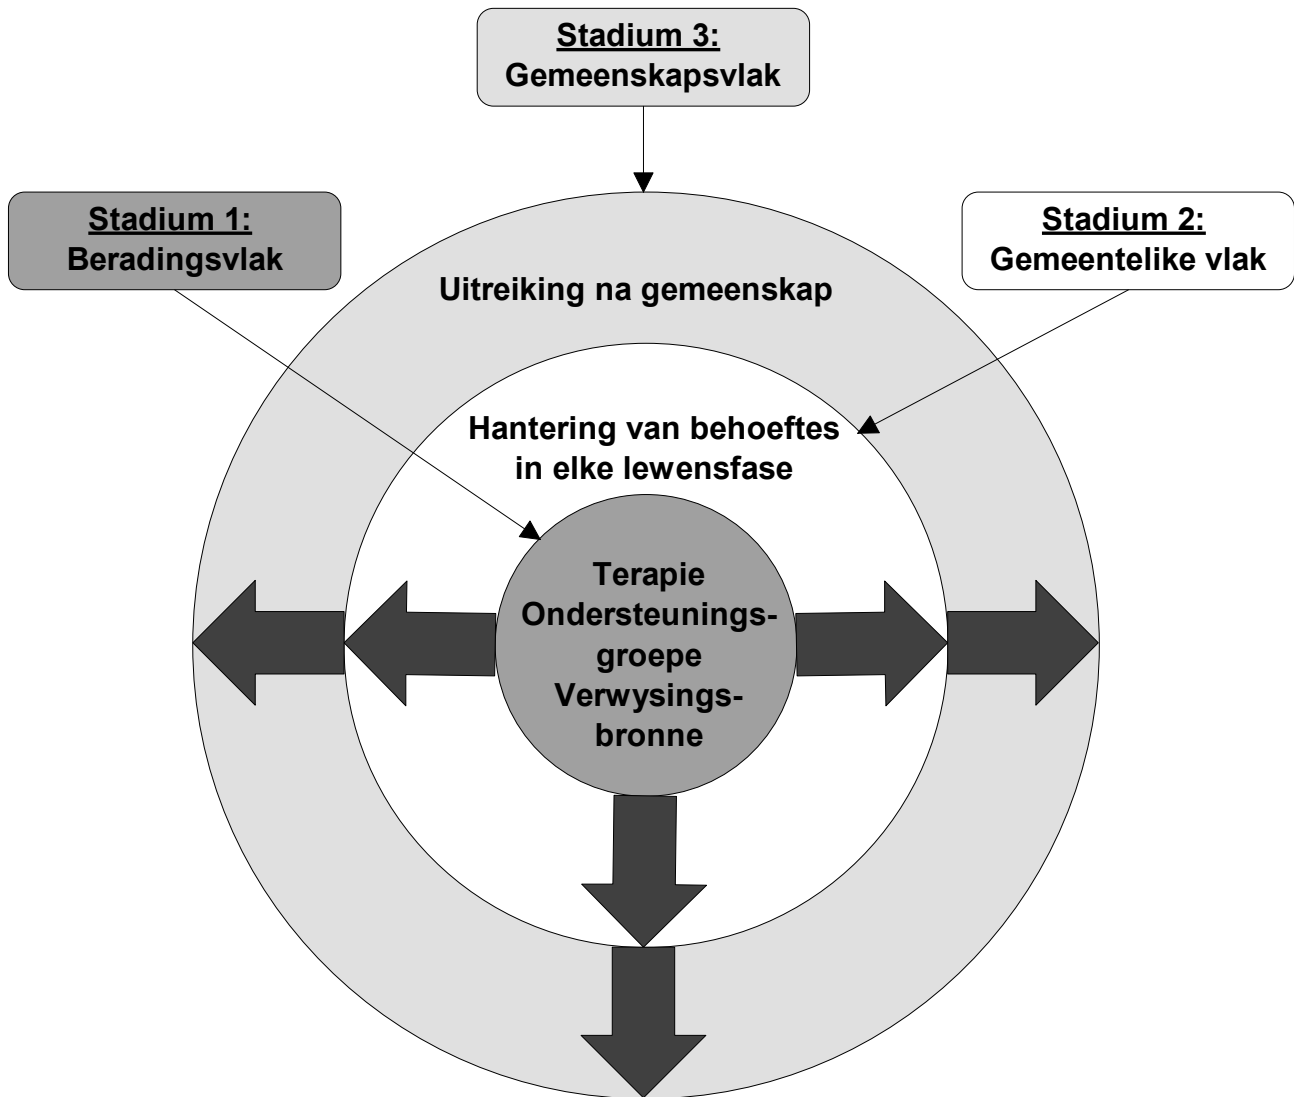 Stadium 3:
Gemeenskapsvlak
Stadium 1:
Beradingsvlak
Stadium 2:
Gemeentelike vlak
Uitreiking na gemeenskap
Hantering van behoeftes
in elke lewensfase
Terapie
Ondersteunings-
groepe
Verwysings-
bronne